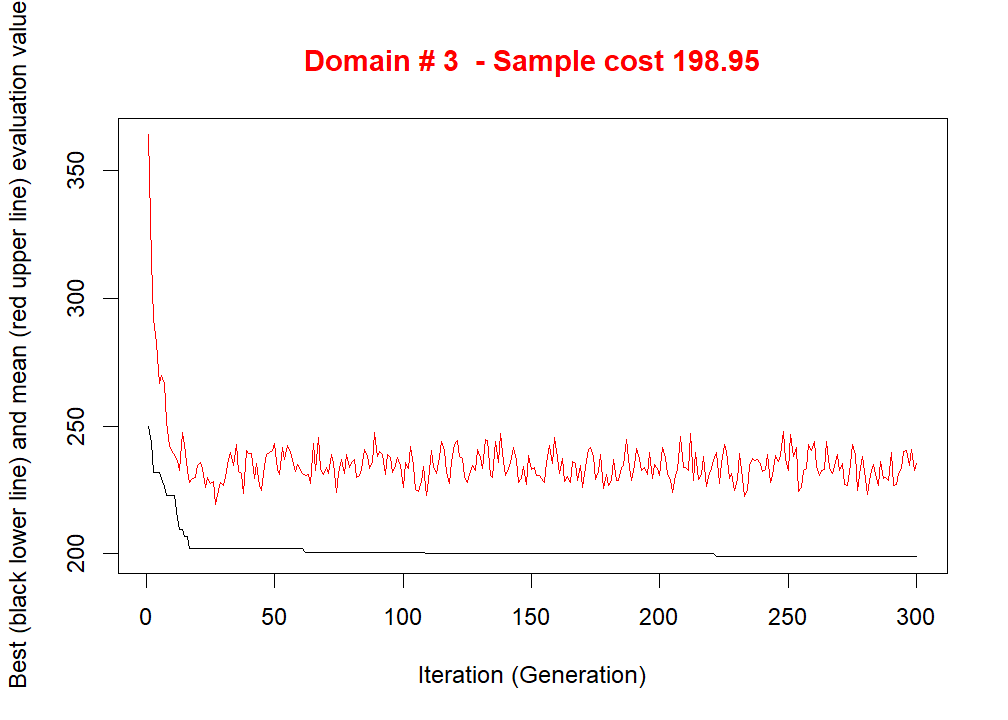 Domain # 3  - Sample cost 198.95
Best (black lower line) and mean (red upper line) evaluation value
350
300
250
200
0 50 100 150 200 250 300
Iteration (Generation)